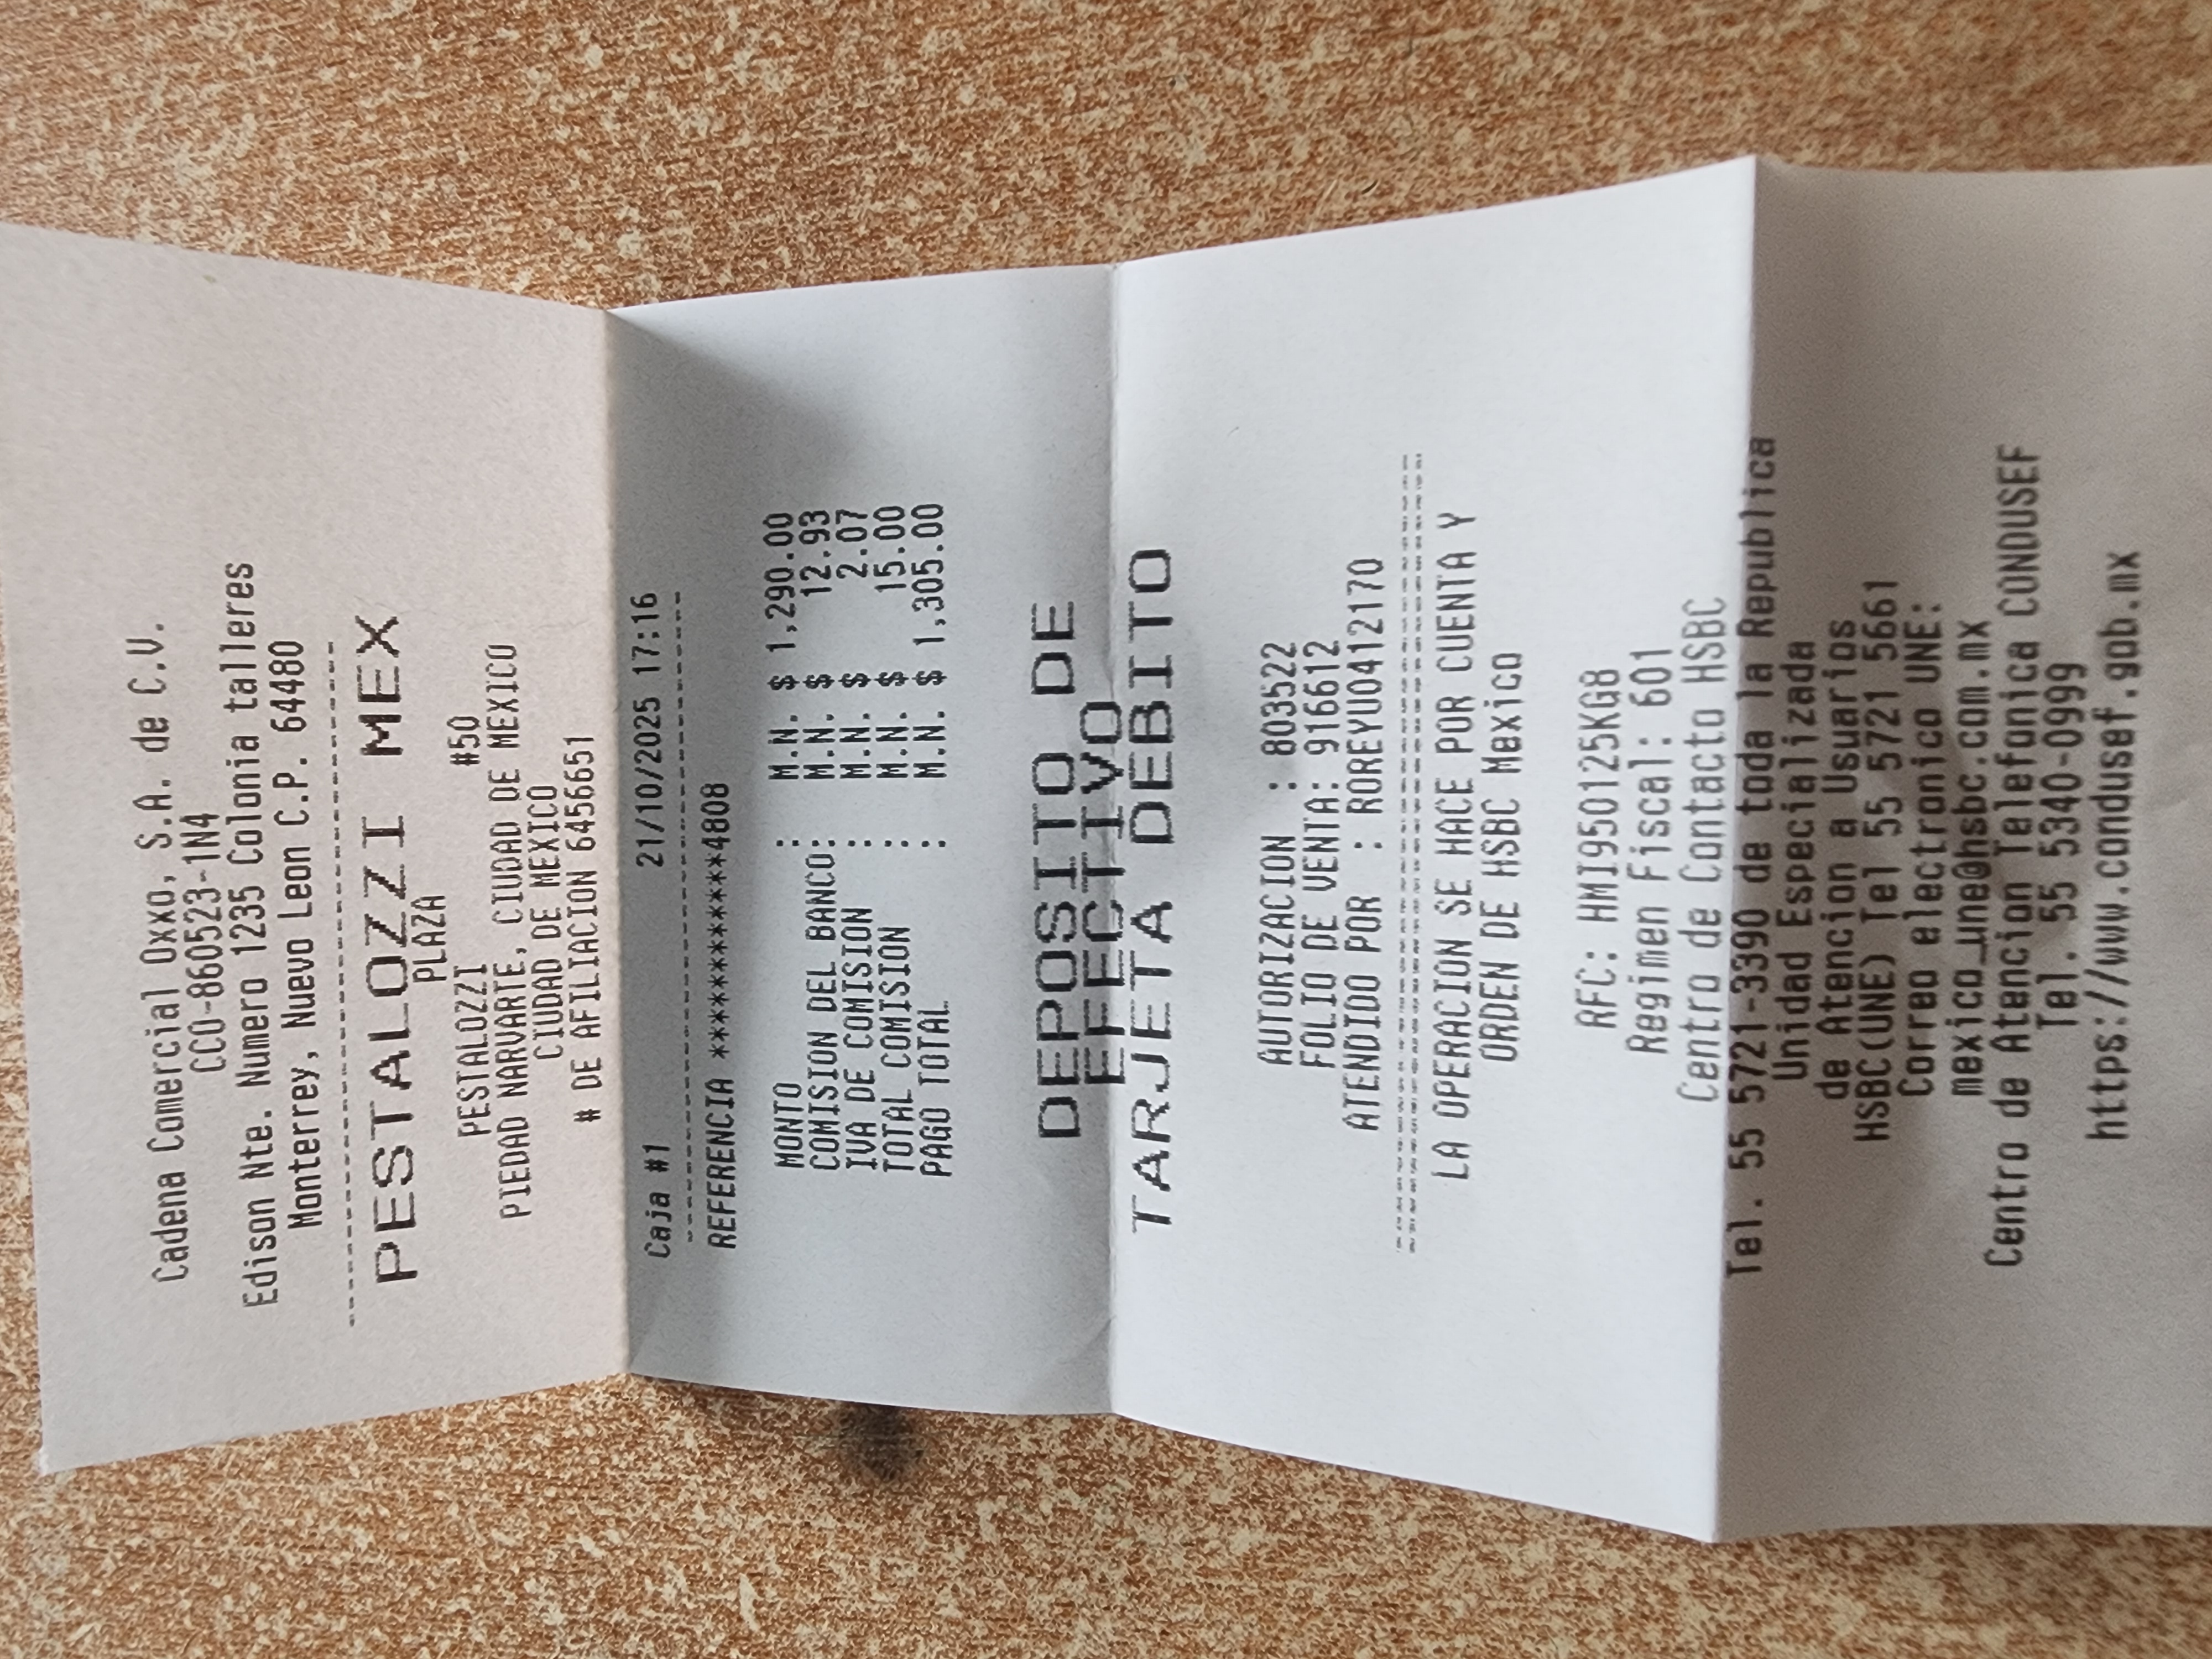 Cadena Comercial Oxxo, S.A. de C.V.
CCO-860523-1N4
Edison Nte. Numero 1235 Colonia talleres
Monterrey, Nuevo Leon C.P. 64480
--------------------------------
PESTALOZZI MEX
PLAZA
PESTALOZZI #50
PIEDAD NARVARTE, CIUDAD DE MEXICO
CIUDAD DE MEXICO
# DE AFILIACION 6456651
Caja #1 21/10/2025 17:16
--------------------------------
REFERENCIA ************4808
MONTO : M.N. $ 1,290.00
COMISION DEL BANCO: M.N. $ 12.93
IVA DE COMISION : M.N. $ 2.07
TOTAL COMISION : M.N. $ 15.00
PAGO TOTAL : M.N. $ 1,305.00
DEPOSITO DE
EFECTIVO
TARJETA DEBITO
AUTORIZACION : 803522
FOLIO DE VENTA: 916612
ATENDIDO POR : ROREYU0412170
================================
LA OPERACION SE HACE POR CUENTA Y
ORDEN DE HSBC Mexico
RFC: HMI950125KG8
Regimen Fiscal: 601
Centro de Contacto HSBC
Tel. 55 5721-3390 de toda la Republica
Unidad Especializada
de Atencion a Usuarios
HSBC(UNE) Tel 55 5721 5661
Correo electronico UNE:
mexico_une@hsbc.com.mx
Centro de Atencion Telefonica CONDUSEF
Tel. 55 5340-0999
https://www.condusef.gob.mx